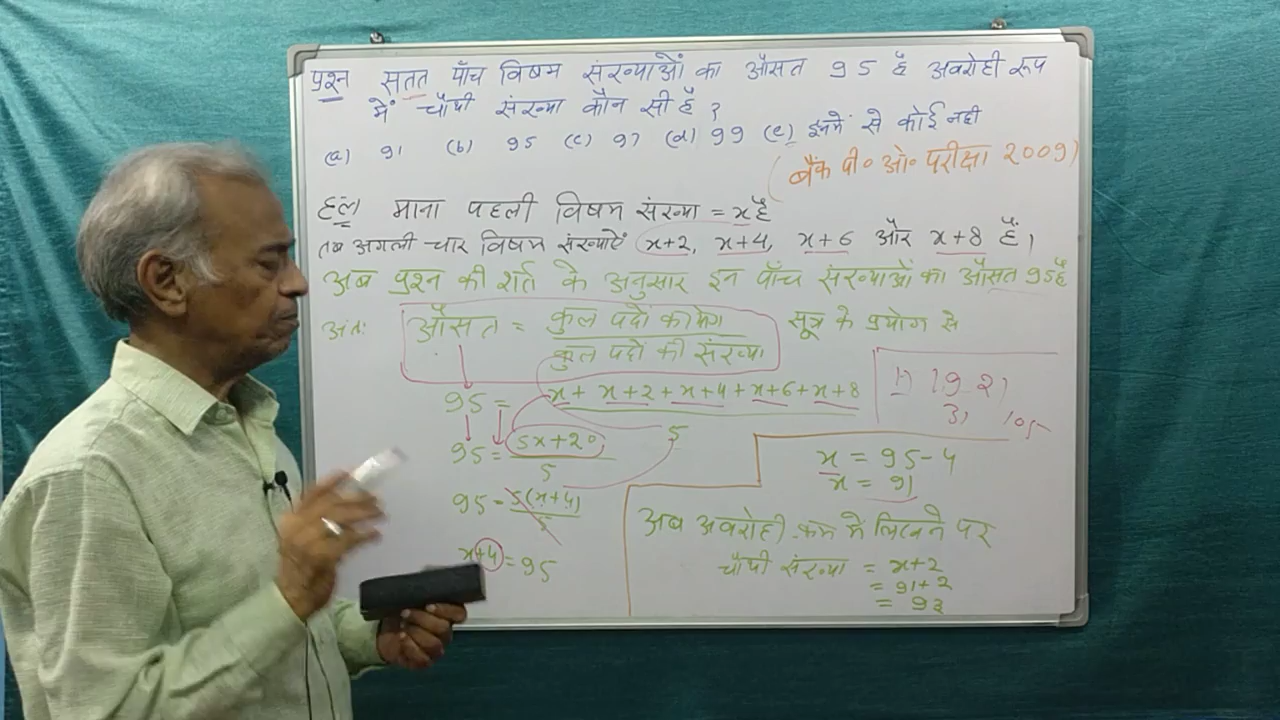 प्रश्न सतत पाँच विषम संख्याओं का औसत 95 है अवरोही रूप
में चौथी संख्या कौन सी है ?
(a) 91 (b) 95 (c) 97 (d) 99 (e) इनमें से कोई नही
(बैंक पी० ओ० परीक्षा 2009)
हल माना पहली विषम संख्या = x है
तब अगली चार विषम संख्याऐं x+2, x+4, x+6 और x+8 हैं।
अब प्रश्न की शर्त के अनुसार इन पाँच संख्याओं का औसत 95 है
अतः औसत = कुल पदों का योग सूत्र के प्रयोग से
कुल पदों की संख्या
95 = x + x+2 + x+4 + x+6 + x+8
5
95 = 5x+20
5
95 = 5(x+4)
5
x+4 = 95
x = 95-4
x = 91
अब अवरोही क्रम में लिखने पर
चौथी संख्या = x+2
= 91+2
= 93